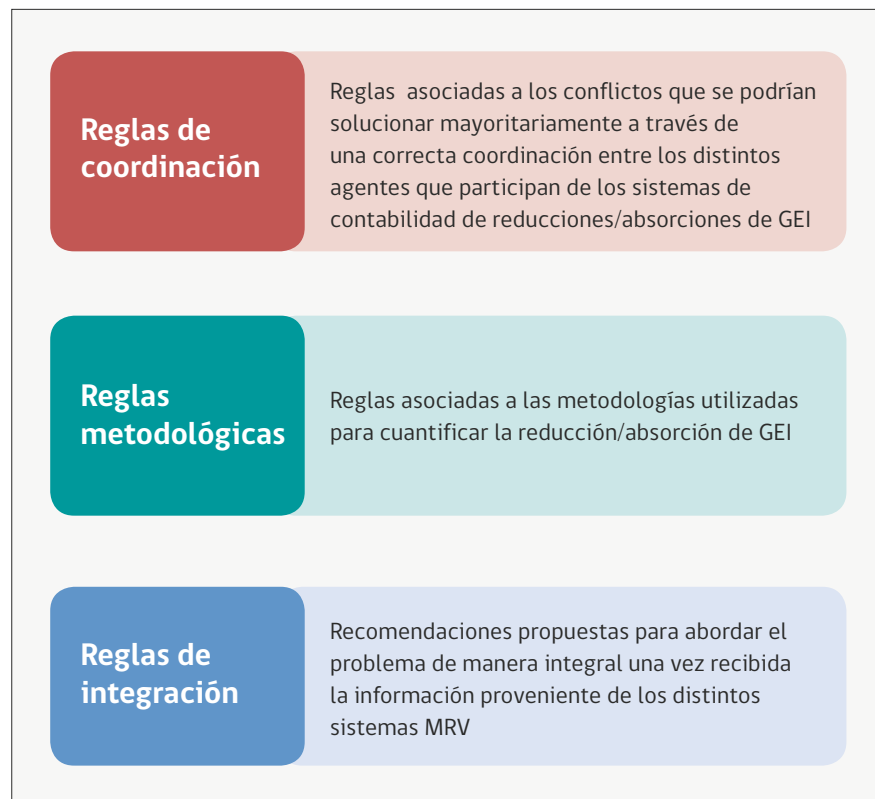 Reglas de
coordinación
Reglas asociadas a los conflictos que se podrían
solucionar mayoritariamente a través de
una correcta coordinación entre los distintos
agentes que participan de los sistemas de
contabilidad de reducciones/absorciones de GEI
Reglas
metodológicas
Reglas asociadas a las metodologías utilizadas
para cuantificar la reducción/absorción de GEI
Reglas de
integración
Recomendaciones propuestas para abordar el
problema de manera integral una vez recibida
la información proveniente de los distintos
sistemas MRV